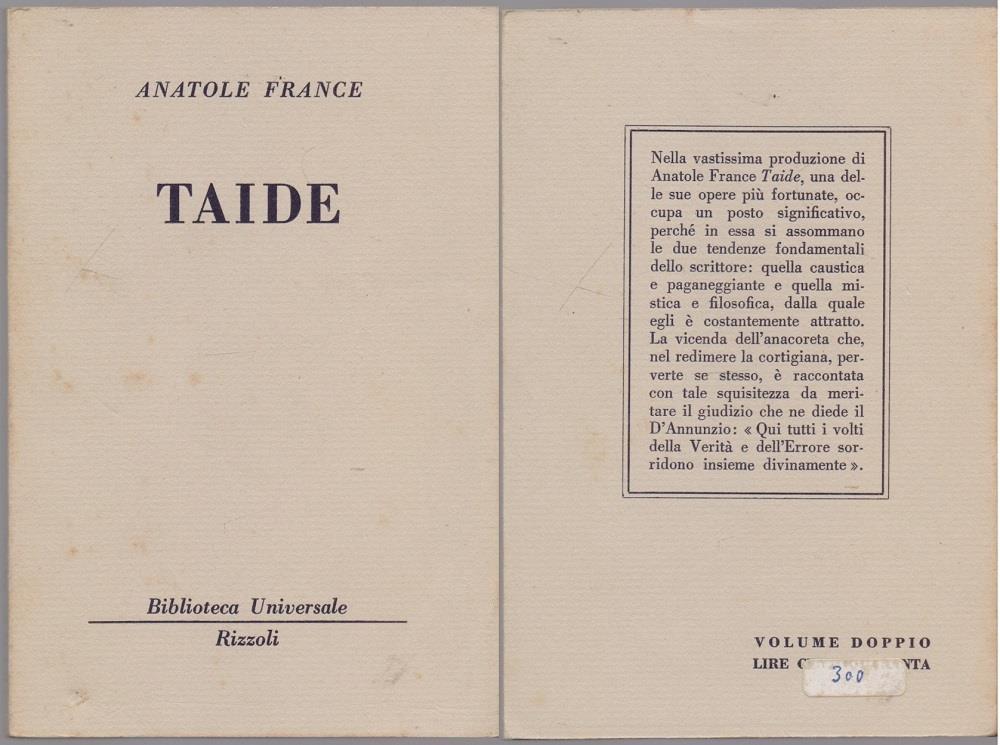 ANATOLE FRANCE
TAIDE
Biblioteca Universale
Rizzoli
Nella vastissima produzione di
Anatole France Taide, una del-
le sue opere più fortunate, oc-
cupa un posto significativo,
perché in essa si assommano
le due tendenze fondamentali
dello scrittore: quella caustica
e paganeggiante e quella mi-
stica e filosofica, dalla quale
egli è costantemente attratto.
La vicenda dell'anacoreta che,
nel redimere la cortigiana, per-
verte se stesso, è raccontata
con tale squisitezza da meri-
tare il giudizio che ne diede il
D'Annunzio: « Qui tutti i volti
della Verità e dell'Errore sor-
ridono insieme divinamente ».
VOLUME DOPPIO
LIRE
300